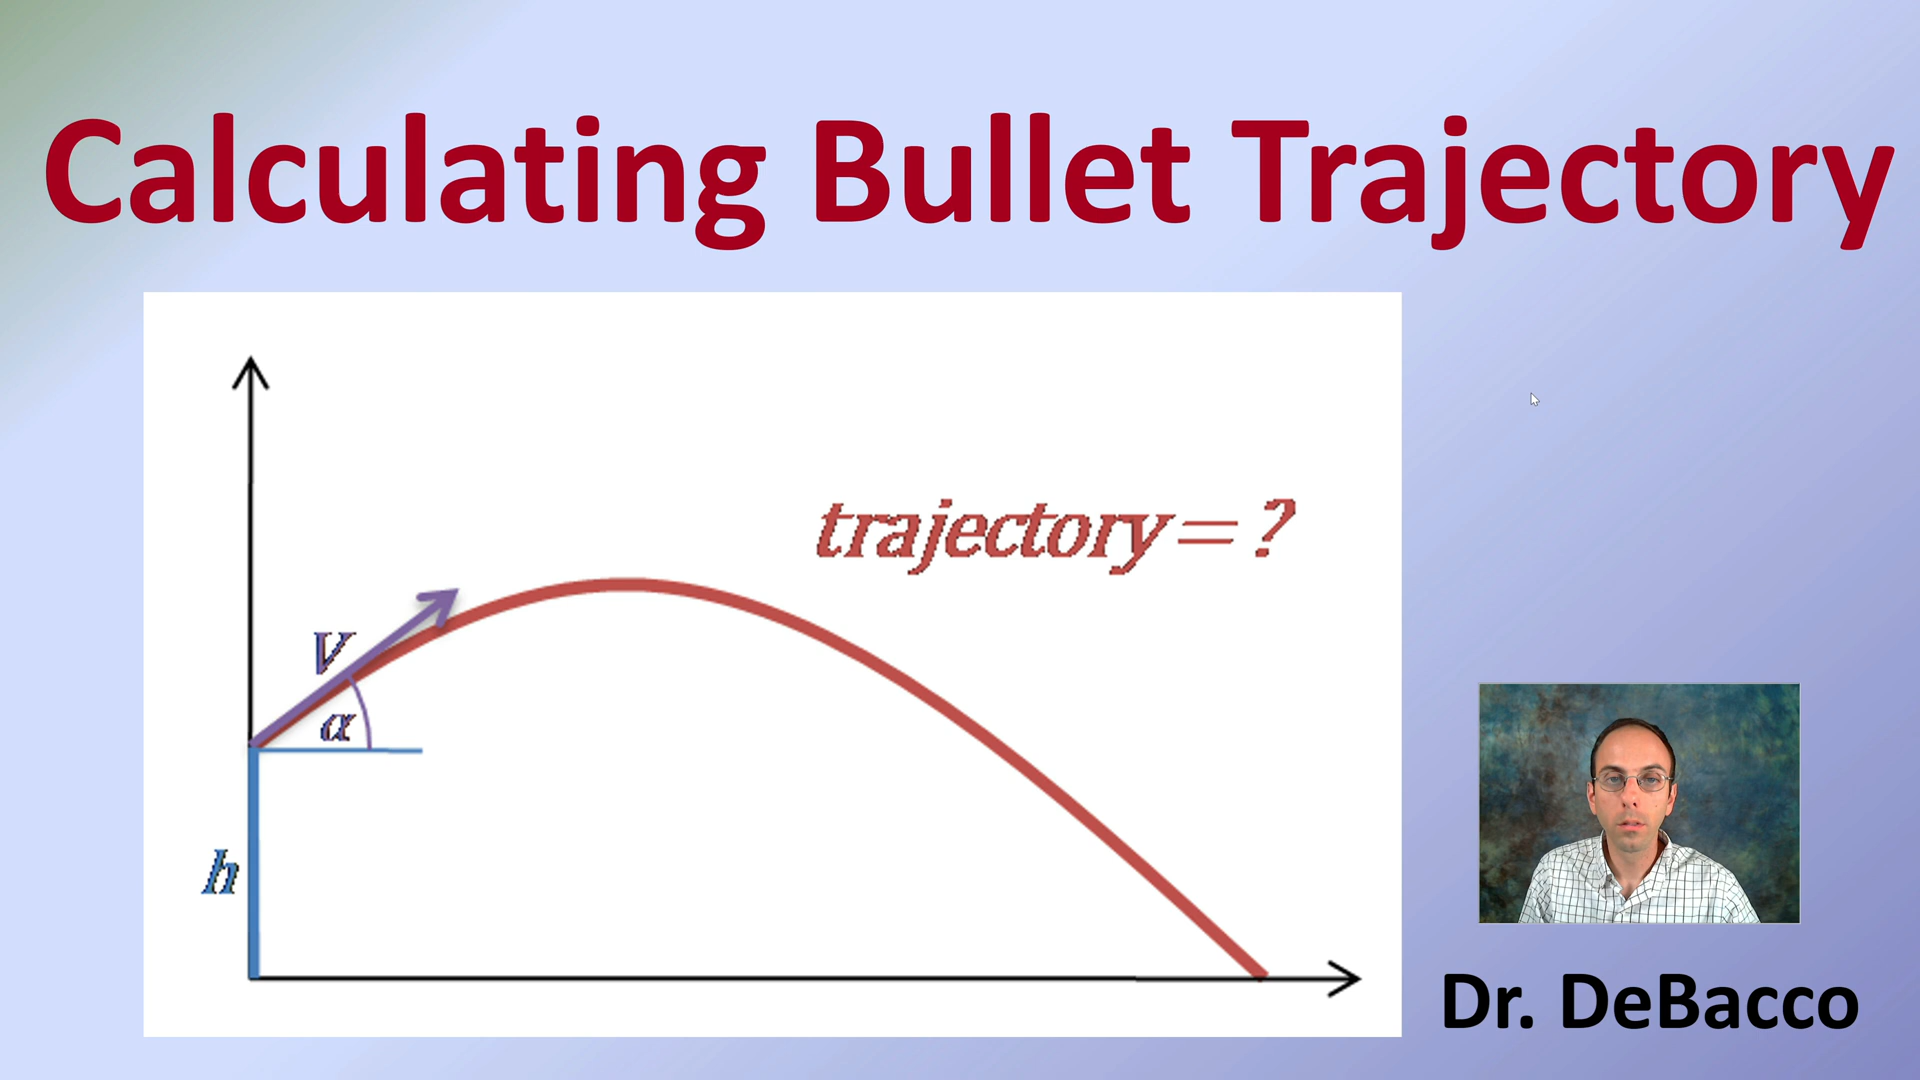 Calculating Bullet Trajectory
trajectory = ?
V
α
h
Dr. DeBacco